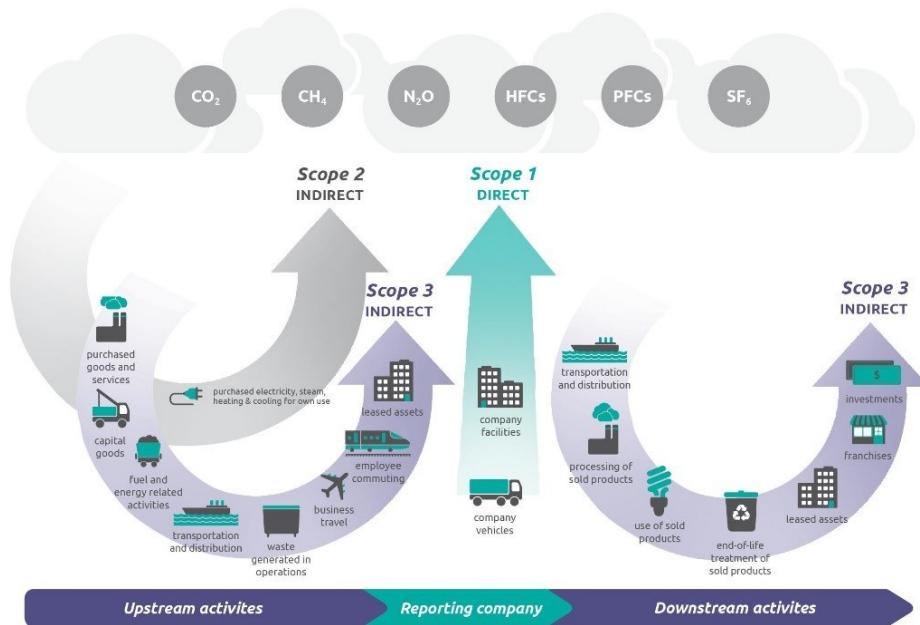 CO₂
CH₄
N₂O
HFCs
PFCs
SF₆
Scope 2
INDIRECT
Scope 1
DIRECT
Scope 3
INDIRECT
Scope 3
INDIRECT
purchased
goods and
services
capital
goods
fuel and
energy related
activities
transportation
and distribution
waste
generated in
operations
business
travel
employee
commuting
leased assets
purchased electricity, steam,
heating & cooling for own use
company
facilities
company
vehicles
transportation
and distribution
processing of
sold products
use of sold
products
end-of-life
treatment of
sold products
leased assets
franchises
$
investments
Upstream activites
Reporting company
Downstream activites